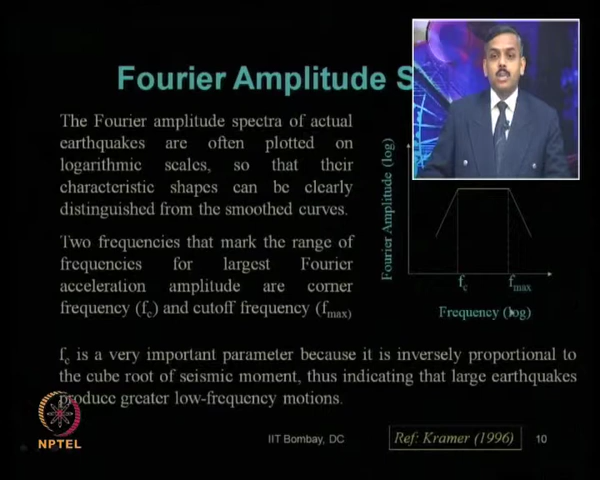 Fourier Amplitude S
The Fourier amplitude spectra of actual
earthquakes are often plotted on
logarithmic scales, so that their
characteristic shapes can be clearly
distinguished from the smoothed curves.
Two frequencies that mark the range of
frequencies for largest Fourier
acceleration amplitude are corner
frequency (fc) and cutoff frequency (fmax)
Fourier Amplitude (log)
fc
fmax
Frequency (log)
fc is a very important parameter because it is inversely proportional to
the cube root of seismic moment, thus indicating that large earthquakes
produce greater low-frequency motions.
NPTEL
IIT Bombay, DC
Ref: Kramer (1996)
10